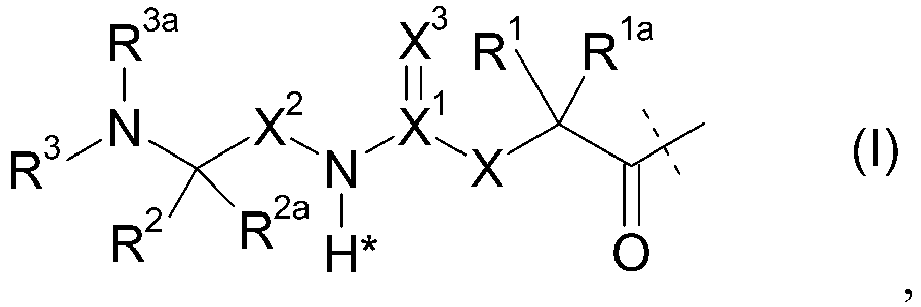 R3a X3 R1 R1a
N X2 X1 (I)
R3 N X
R2 R2a H* O ,